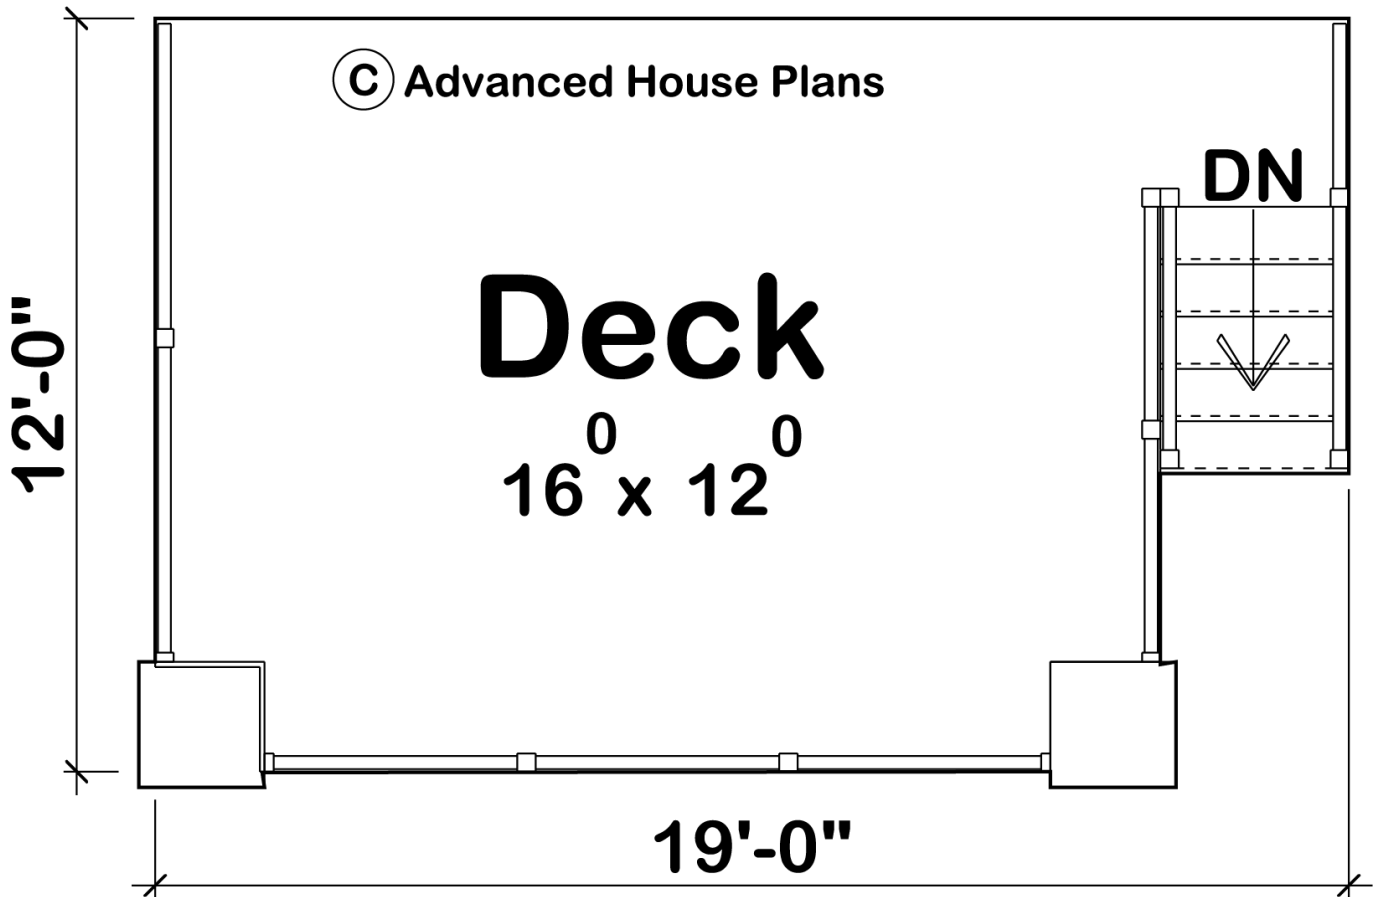 Ⓒ Advanced House Plans
DN
Deck
16⁰ x 12⁰
12'-0"
19'-0"